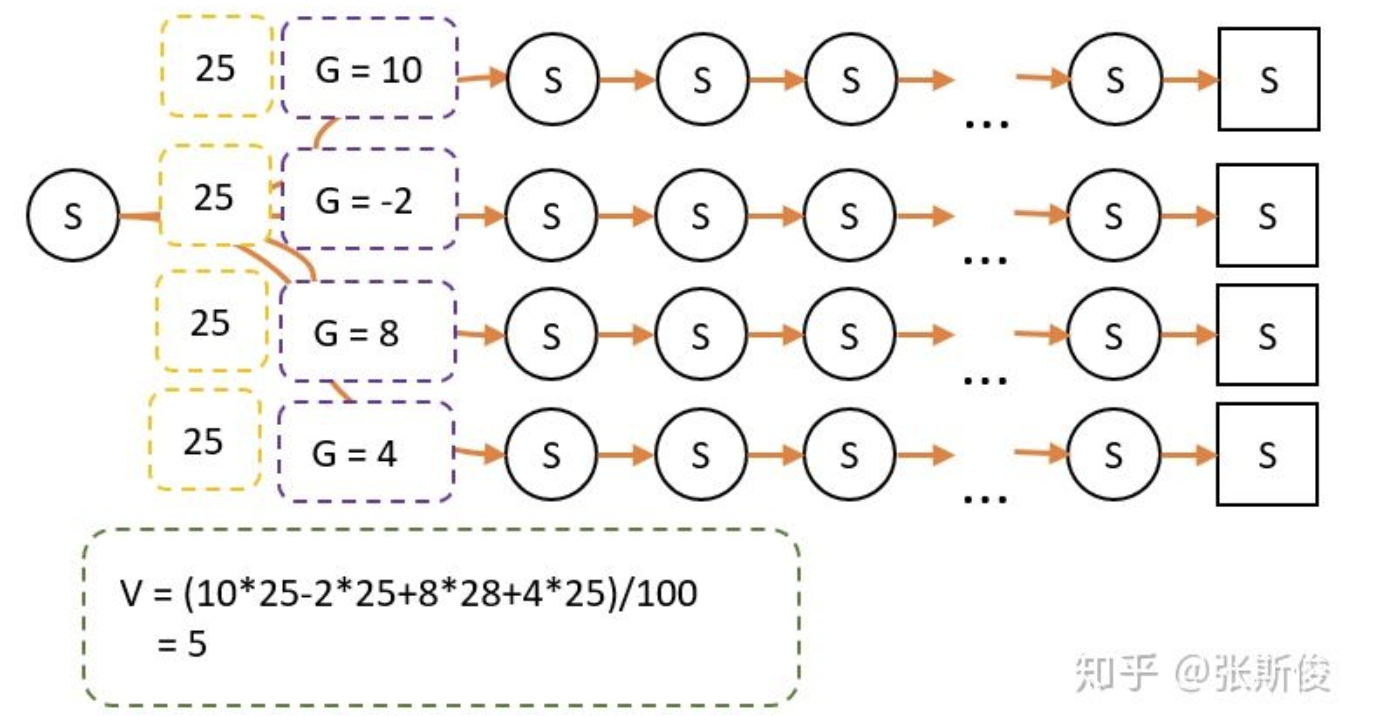 25 G = 10 S S S ... S S
S 25 G = -2 S S S ... S S
25 G = 8 S S S ... S S
25 G = 4 S S S ... S S
V = (10*25-2*25+8*28+4*25)/100
= 5
知乎 @张斯俊